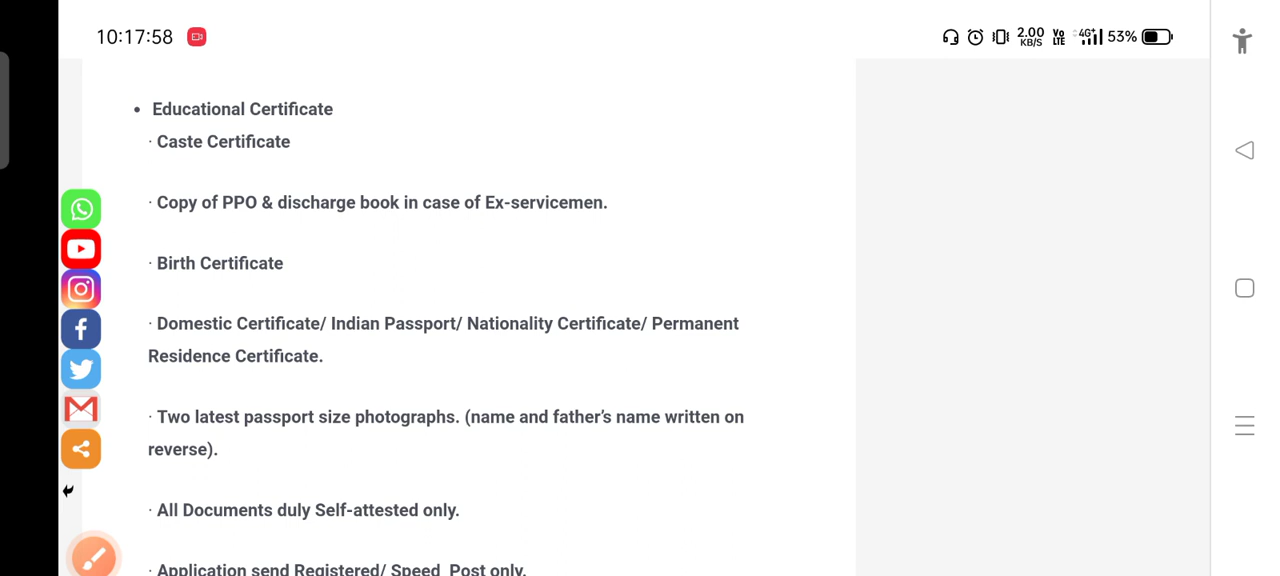 10:17:58
2.00 KB/S Vo LTE 4G+ 53%
• Educational Certificate
· Caste Certificate
· Copy of PPO & discharge book in case of Ex-servicemen.
· Birth Certificate
· Domestic Certificate/ Indian Passport/ Nationality Certificate/ Permanent
Residence Certificate.
· Two latest passport size photographs. (name and father’s name written on
reverse).
· All Documents duly Self-attested only.
· Application send Registered/ Speed Post only.